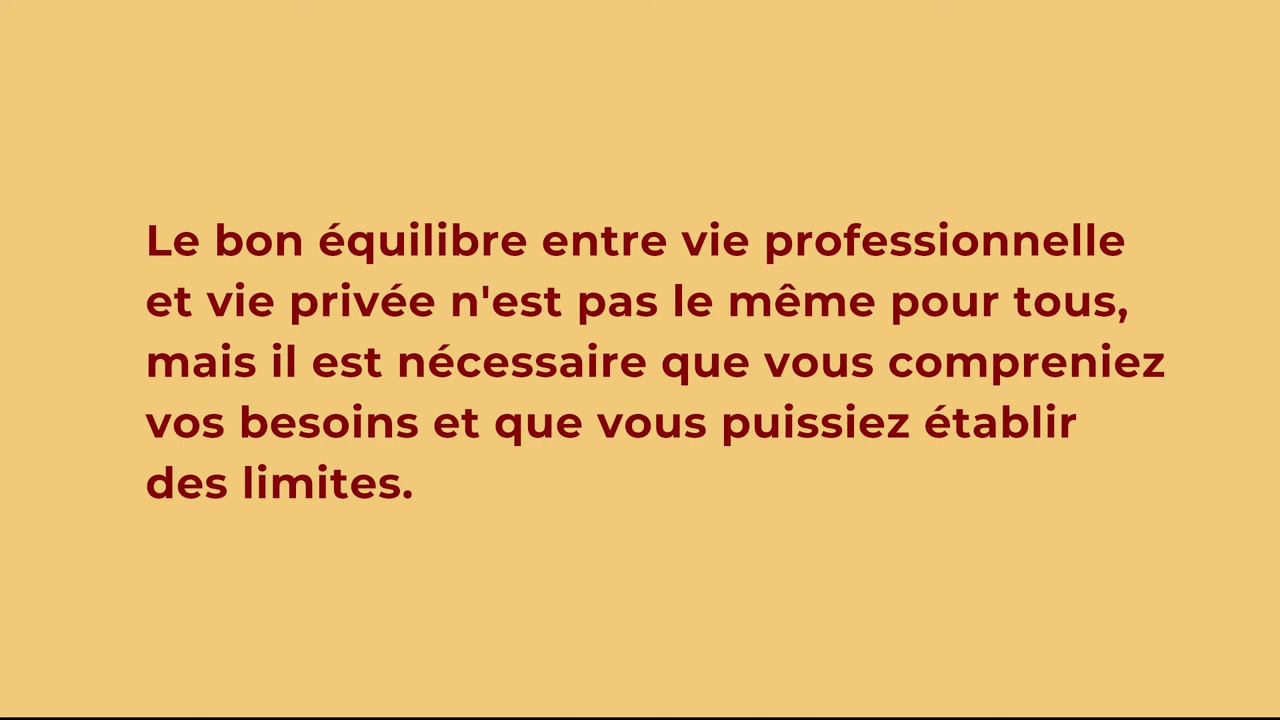 Le bon équilibre entre vie professionnelle
et vie privée n'est pas le même pour tous,
mais il est nécessaire que vous compreniez
vos besoins et que vous puissiez établir
des limites.